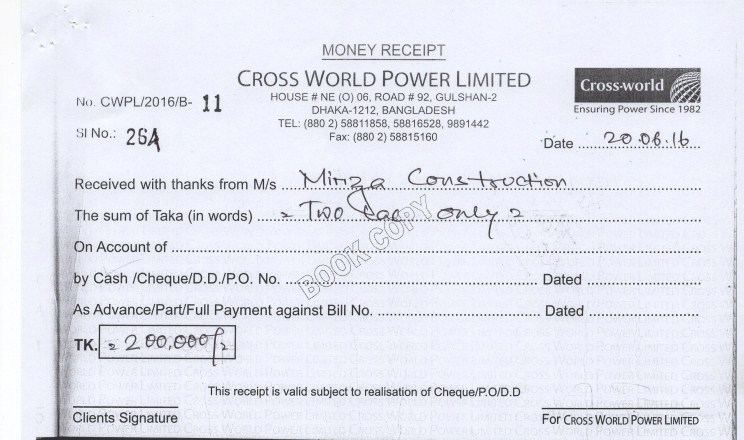 MONEY RECEIPT
CROSS WORLD POWER LIMITED
HOUSE # NE (O) 06, ROAD # 92, GULSHAN-2
DHAKA-1212, BANGLADESH
TEL: (880 2) 58811858, 58816528, 9891442
Fax: (880 2) 58815160
Cross-world
Ensuring Power Since 1982
No. CWPL/2016/B- 11
SI No.: 26A
Date 20.06.16
Received with thanks from M/s Mirza Construction
The sum of Taka (in words) = Two Lac only =
On Account of
by Cash /Cheque/D.D./P.O. No. Dated
As Advance/Part/Full Payment against Bill No. Dated
BOOK COPY
TK. = 200,000/- =
This receipt is valid subject to realisation of Cheque/P.O/D.D
Clients Signature
For CROSS WORLD POWER LIMITED